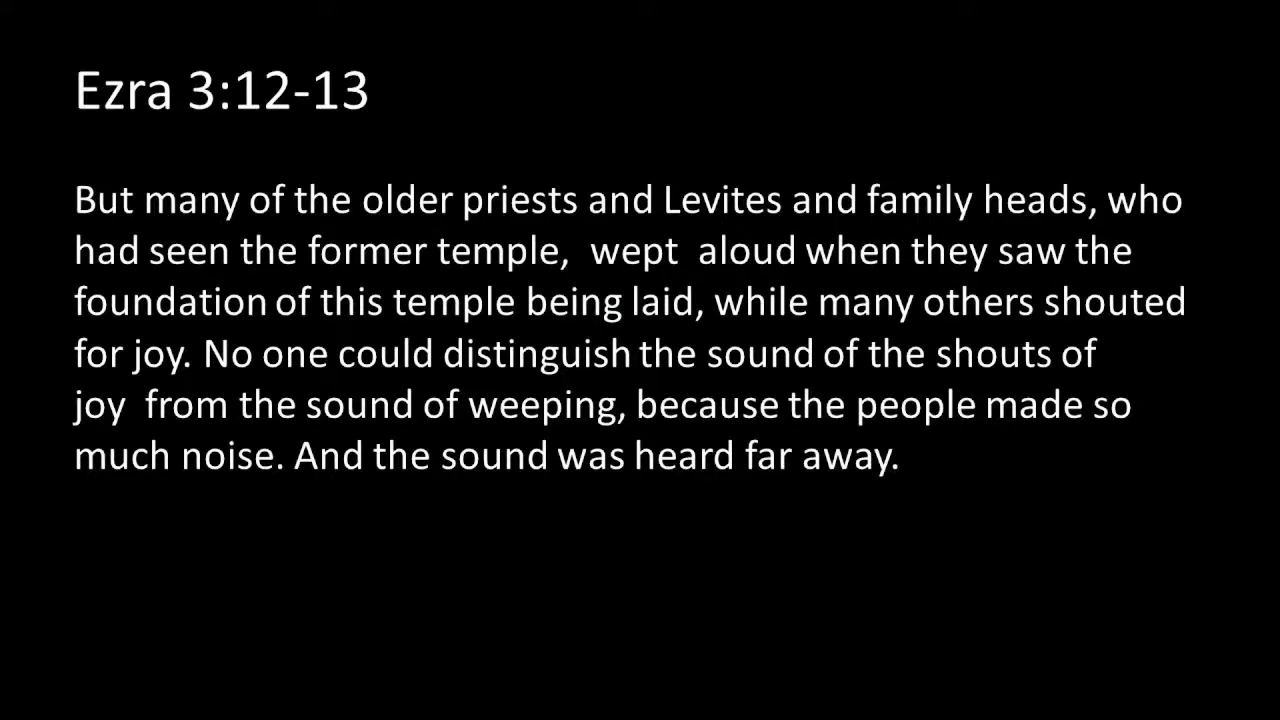 Ezra 3:12-13
But many of the older priests and Levites and family heads, who
had seen the former temple,  wept  aloud when they saw the
foundation of this temple being laid, while many others shouted
for joy. No one could distinguish the sound of the shouts of
joy  from the sound of weeping, because the people made so
much noise. And the sound was heard far away.